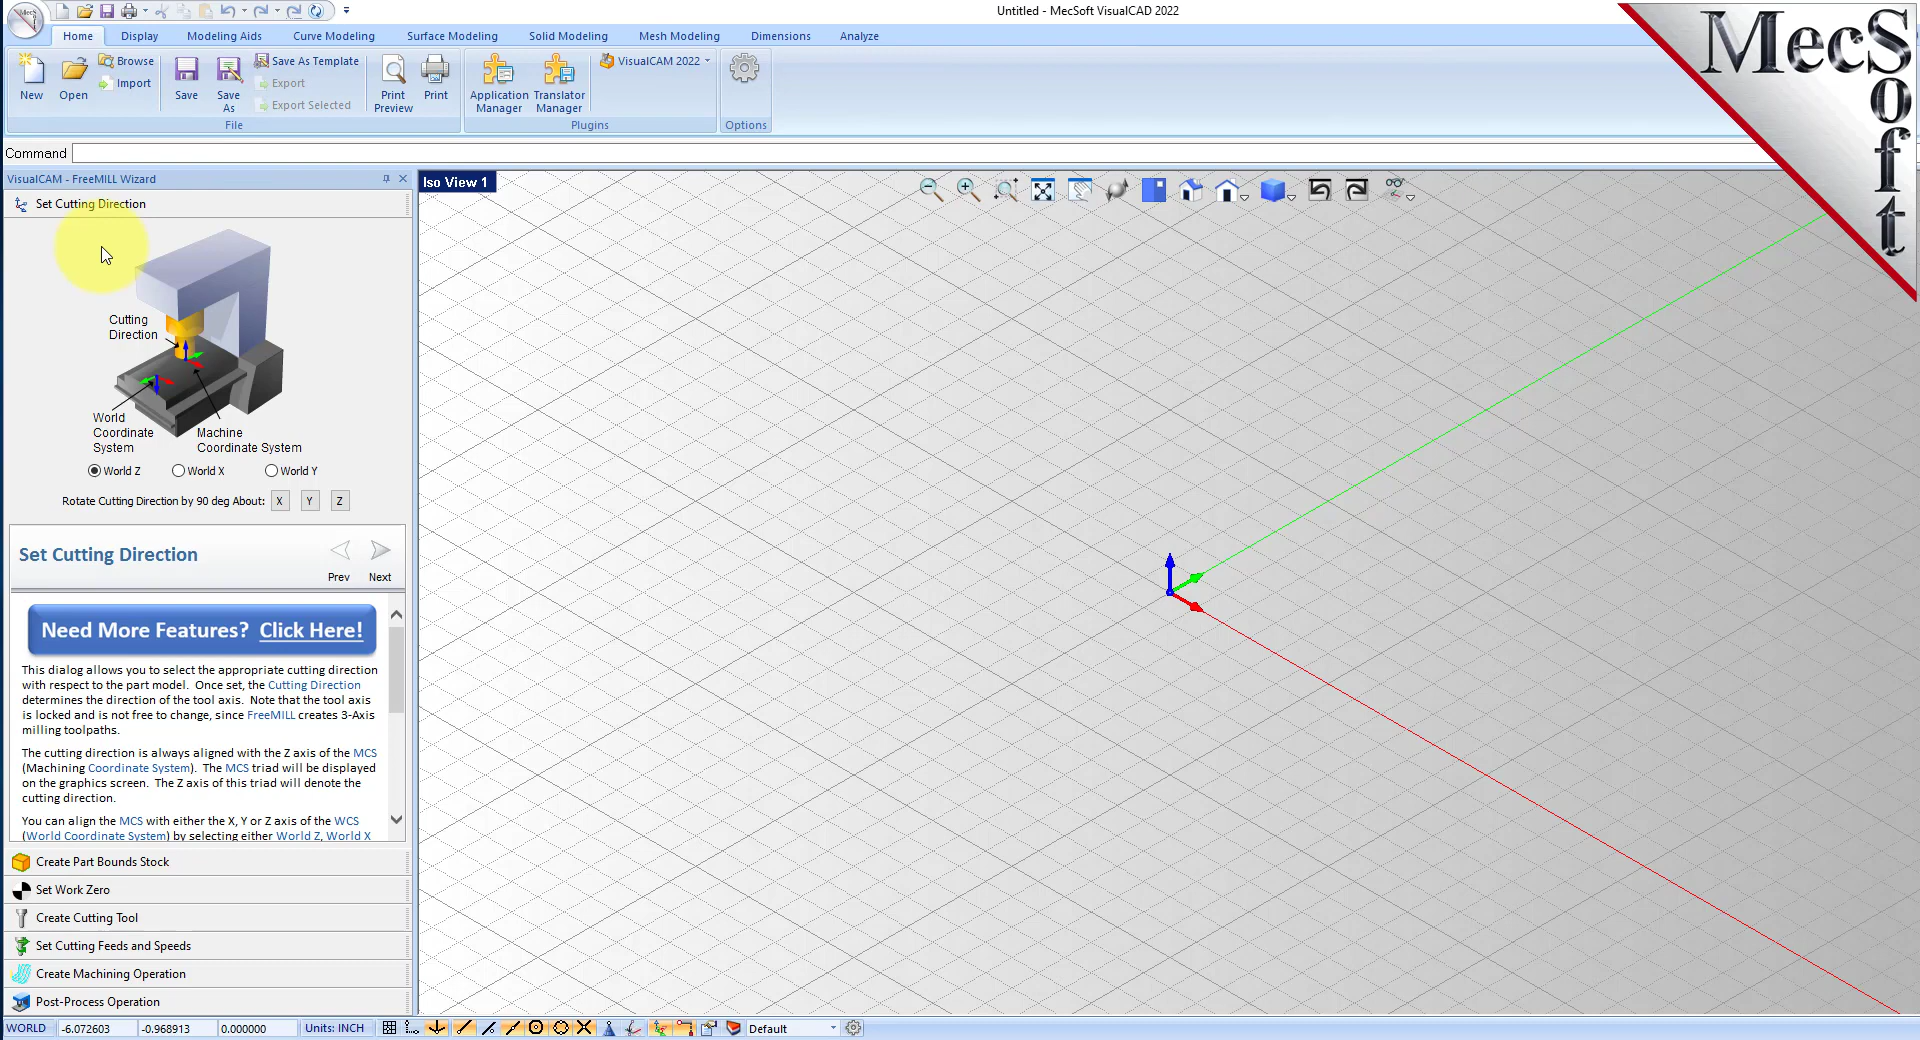 Untitled - MecSoft VisualCAD 2022
MecSoft
Home Display Modeling Aids Curve Modeling Surface Modeling Solid Modeling Mesh Modeling Dimensions Analyze
New Open Browse Import Save Save As Save As Template Export Export Selected Print Preview Print Application Manager Translator Manager VisualCAM 2022
File Plugins Options
Command
VisualCAM - FreeMILL Wizard
Set Cutting Direction
Iso View 1
Cutting
Direction
World
Coordinate
System
Machine
Coordinate System
World Z World X World Y
Rotate Cutting Direction by 90 deg About: X Y Z
Set Cutting Direction
Prev Next
Need More Features? Click Here!
This dialog allows you to select the appropriate cutting direction
with respect to the part model. Once set, the Cutting Direction
determines the direction of the tool axis. Note that the tool axis
is locked and is not free to change, since FreeMILL creates 3-Axis
milling toolpaths.
The cutting direction is always aligned with the Z axis of the MCS
(Machining Coordinate System). The MCS triad will be displayed
on the graphics screen. The Z axis of this triad will denote the
cutting direction.
You can align the MCS with either the X, Y or Z axis of the WCS
(World Coordinate System) by selecting either World Z, World X
Create Part Bounds Stock
Set Work Zero
Create Cutting Tool
Set Cutting Feeds and Speeds
Create Machining Operation
Post-Process Operation
WORLD -6.072603 -0.968913 0.000000 Units: INCH Default